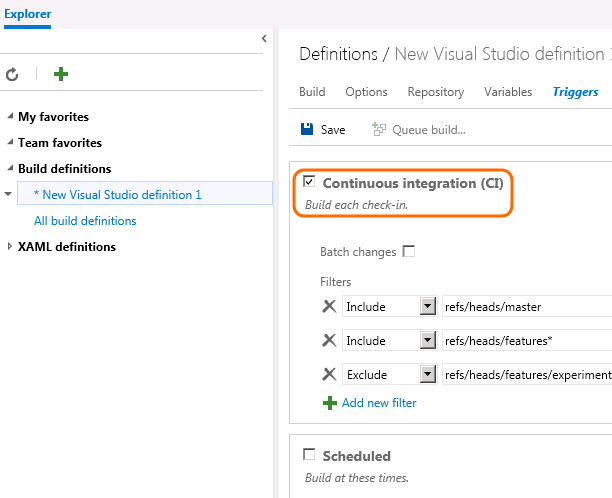 Explorer
My favorites
Team favorites
Build definitions
* New Visual Studio definition 1
All build definitions
XAML definitions
Definitions / New Visual Studio definition
Build Options Repository Variables Triggers
Save Queue build...
Continuous integration (CI)
Build each check-in.
Batch changes
Filters
Include refs/heads/master
Include refs/heads/features*
Exclude refs/heads/features/experiment
Add new filter
Scheduled
Build at these times.